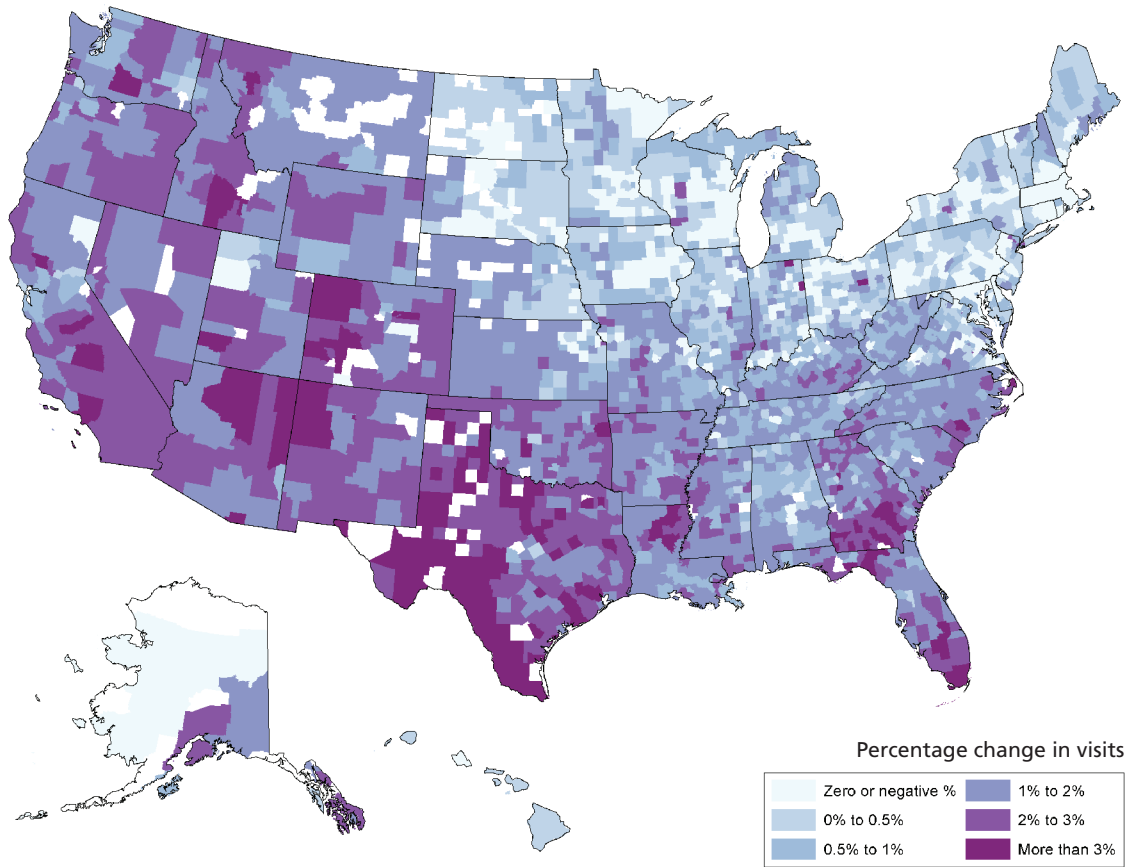 Percentage change in visits
Zero or negative %
0% to 0.5%
0.5% to 1%
1% to 2%
2% to 3%
More than 3%